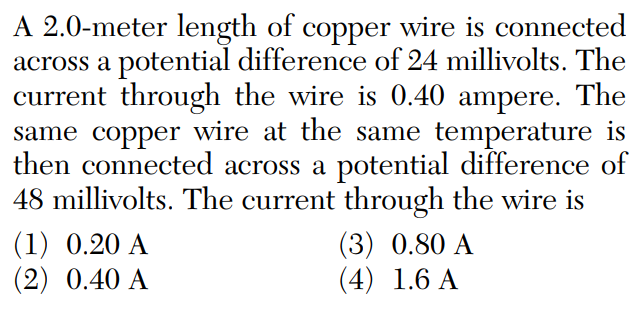 A 2.0-meter length of copper wire is connected
across a potential difference of 24 millivolts. The
current through the wire is 0.40 ampere. The
same copper wire at the same temperature is
then connected across a potential difference of
48 millivolts. The current through the wire is
(1) 0.20 A (3) 0.80 A
(2) 0.40 A (4) 1.6 A